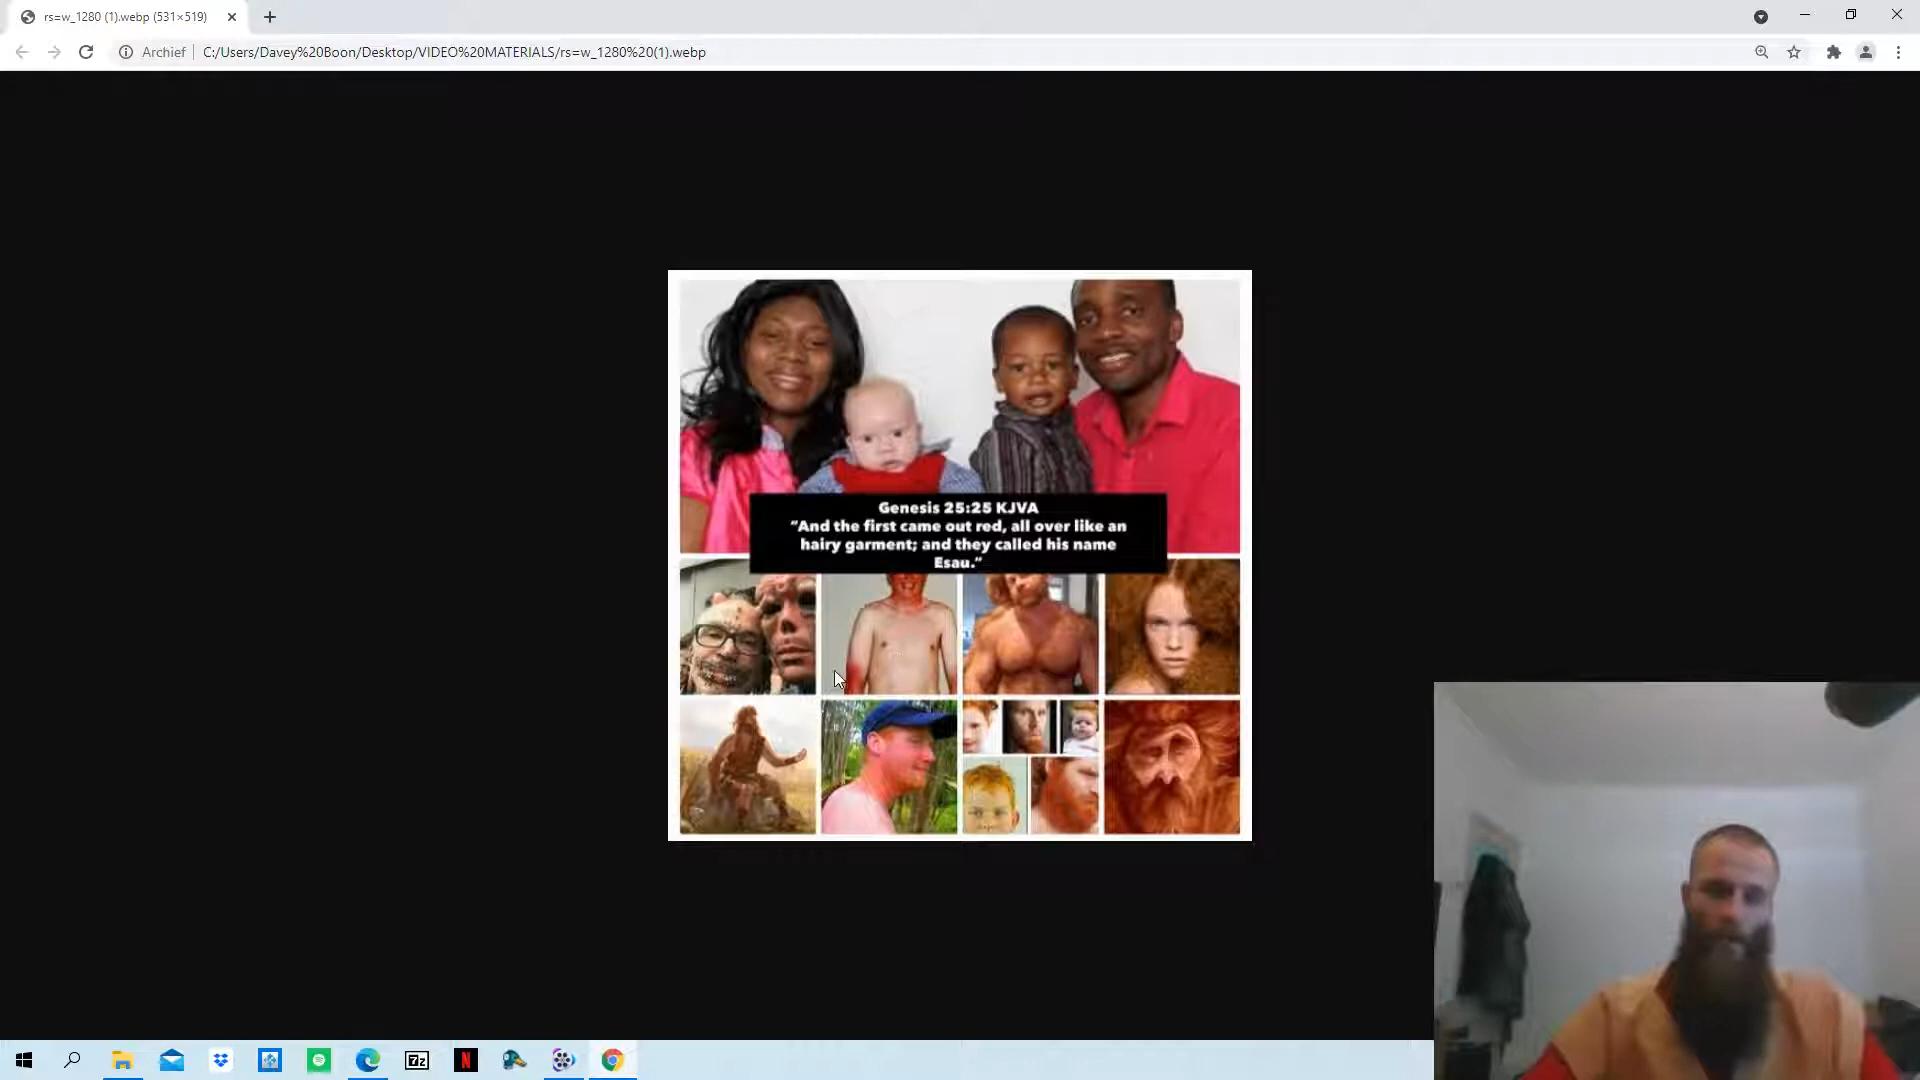 rs=w_1280 (1).webp (531×519)
Archief
C:/Users/Davey%20Boon/Desktop/VIDEO%20MATERIALS/rs=w_1280%20(1).webp
Genesis 25:25 KJVA
“And the first came out red, all over like an
hairy garment; and they called his name
Esau.”
7z
N